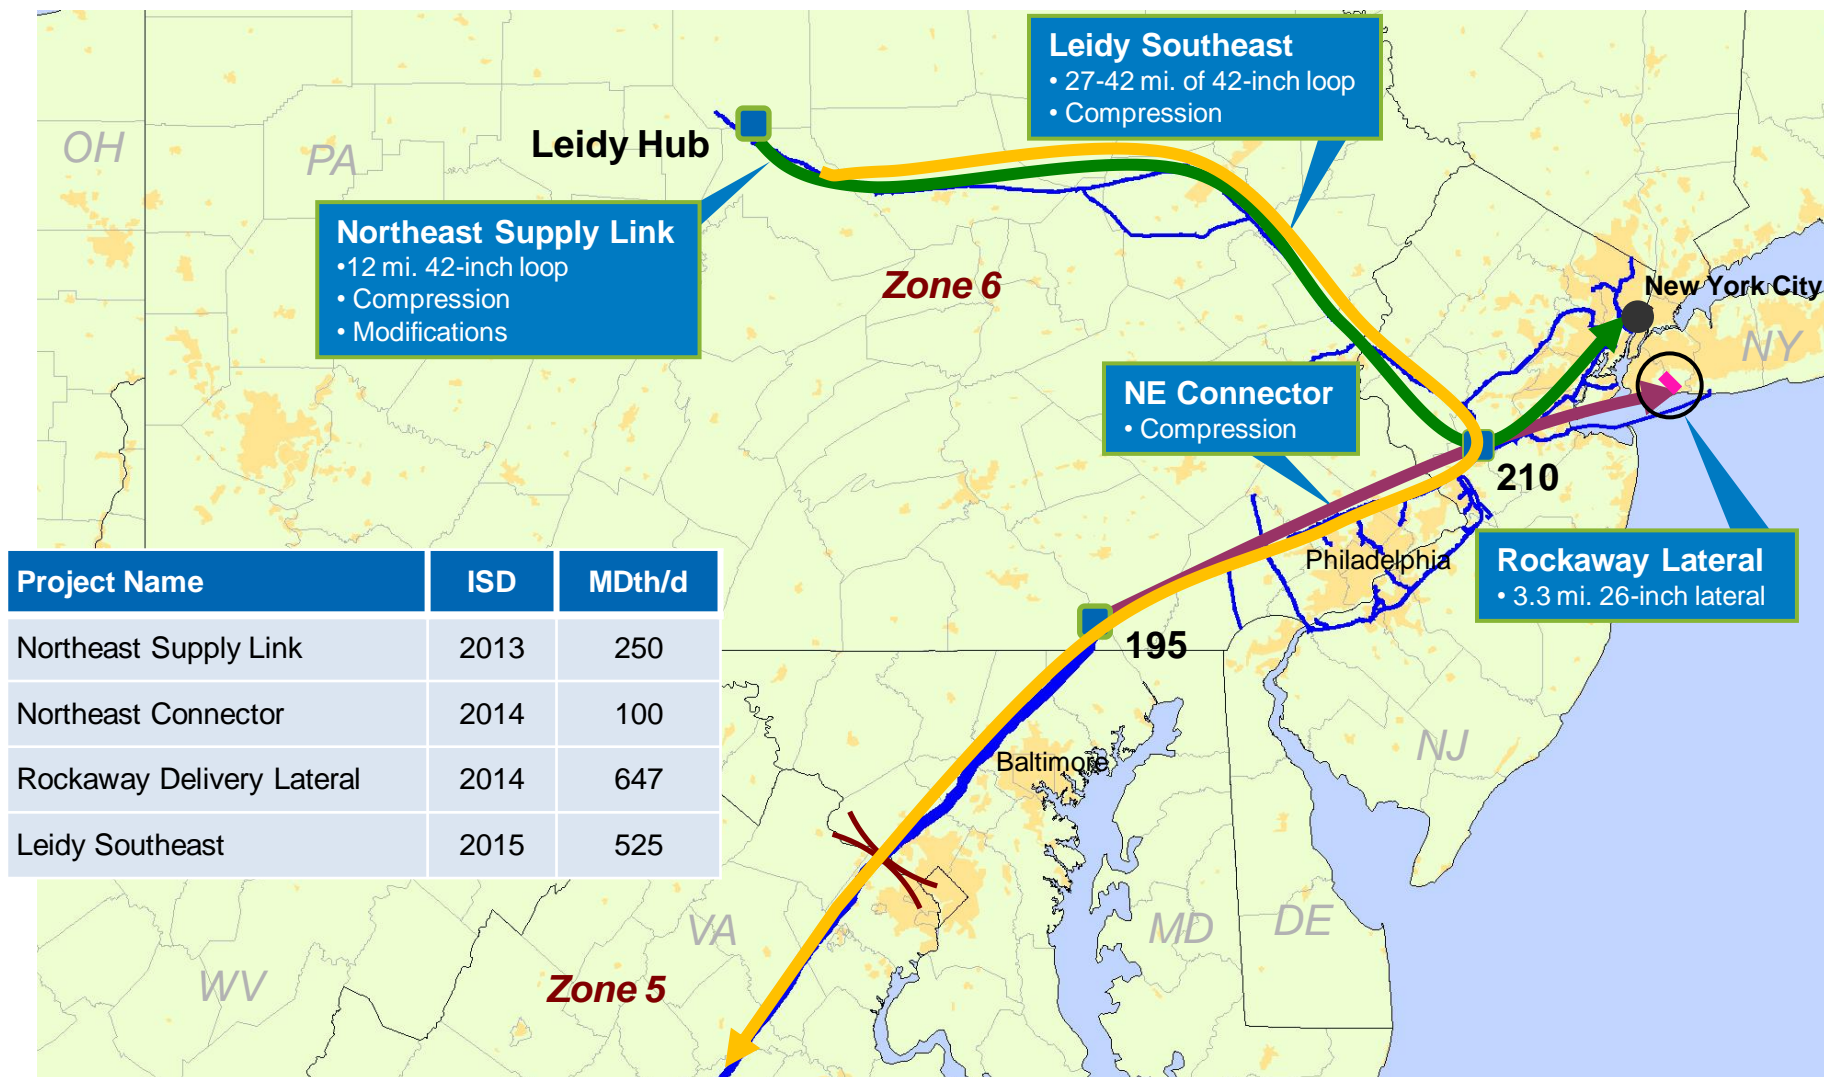 Leidy Southeast
• 27-42 mi. of 42-inch loop
• Compression
OH
PA
Leidy Hub
Northeast Supply Link
•12 mi. 42-inch loop
• Compression
• Modifications
Zone 6
New York City
NY
NE Connector
• Compression
210
Philadelphia
Rockaway Lateral
• 3.3 mi. 26-inch lateral
195
Project Name ISD MDth/d
Northeast Supply Link 2013 250
Northeast Connector 2014 100
Rockaway Delivery Lateral 2014 647
Leidy Southeast 2015 525
Baltimore
NJ
VA
MD
DE
WV
Zone 5